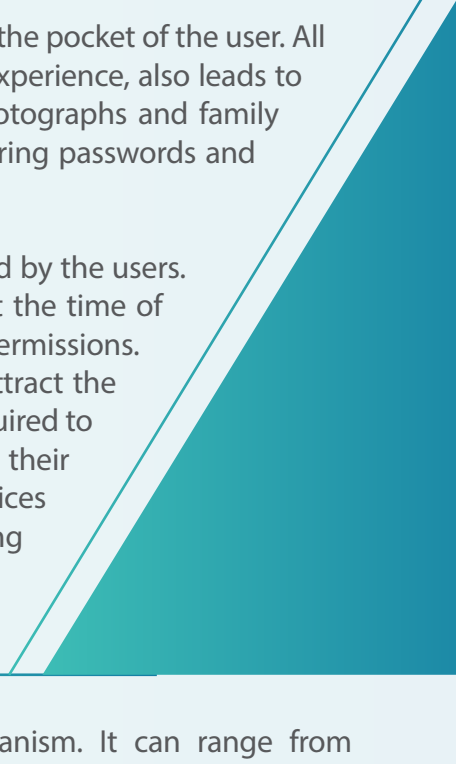 the pocket of the user. All
xperience, also leads to
otographs and family
ring passwords and
d by the users.
t the time of
ermissions.
ttract the
uired to
their
ices
ng
anism. It can range from